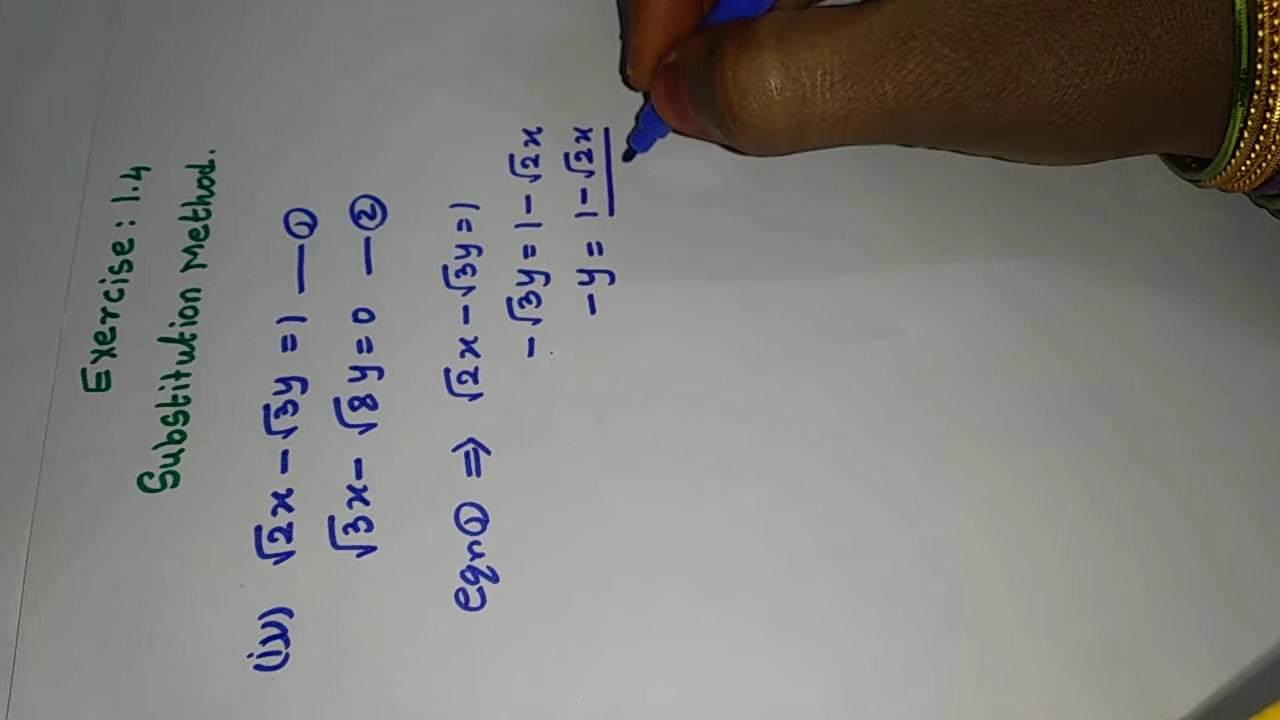 Exercise: 1.4
Substitution Method.
(iv) √2x - √3y = 1 —①
√3x - √8y = 0 —②
eqn① ⇒ √2x - √3y = 1
- √3y = 1 - √2x
- y = 1 - √2x